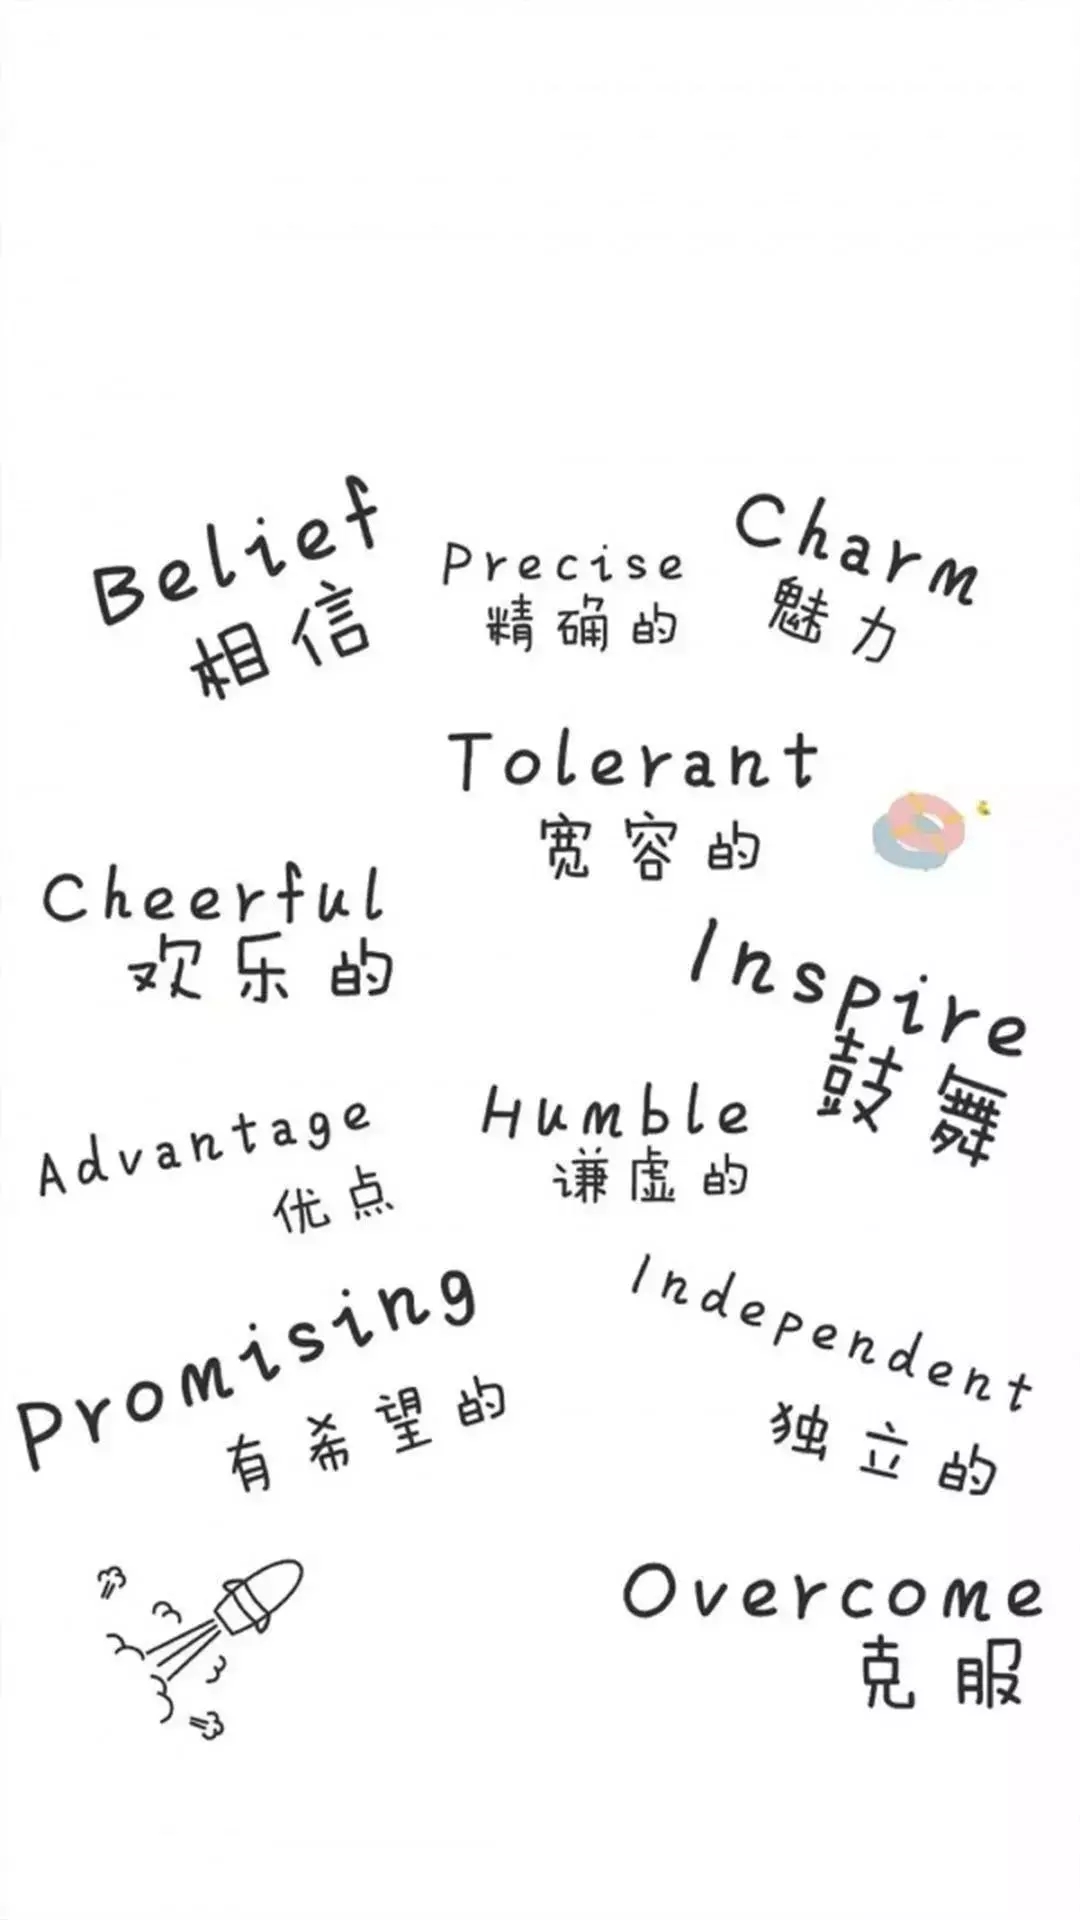 Belief
相信
Precise
精确的
Charm
魅力
Tolerant
宽容的
Cheerful
欢乐的
Inspire
鼓舞
Advantage
优点
Humble
谦虚的
Promising
有希望的
Independent
独立的
Overcome
克服